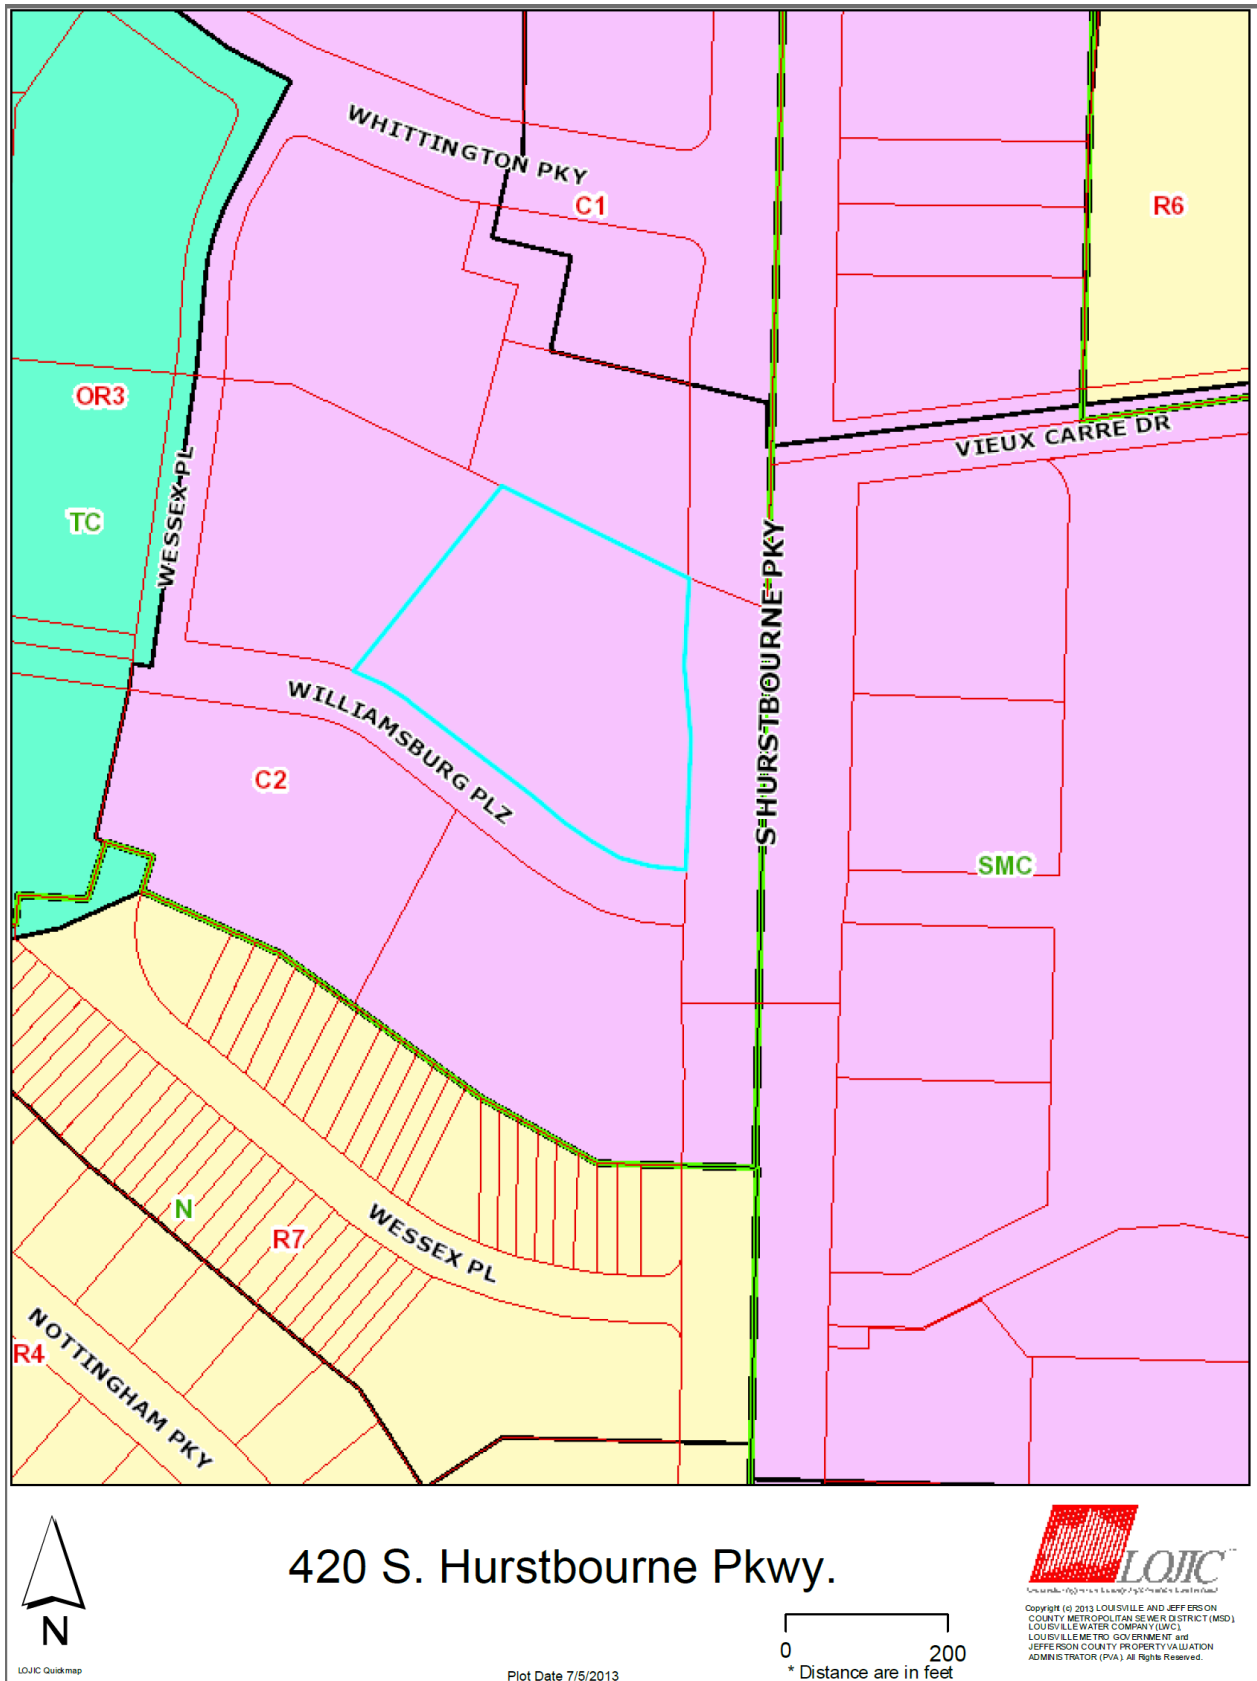 WHITTINGTON PKY
C1
R6
OR3
VIEUX CARRE DR
TC
WESSEX PL
S HURSTBOURNE PKY
WILLIAMSBURG PLZ
C2
SMC
N
R7
WESSEX PL
NOTTINGHAM PKY
R4
420 S. Hurstbourne Pkwy.
N
LOJIC Quickmap
Plot Date 7/5/2013
0 200
* Distance are in feet
LOJIC
Copyright (c) 2013 LOUISVILLE AND JEFFERSON
COUNTY METROPOLITAN SEWER DISTRICT (MSD),
LOUISVILLE WATER COMPANY (LWC),
LOUISVILLE METRO GOVERNMENT and
JEFFERSON COUNTY PROPERTY VALUATION
ADMINISTRATOR (PVA). All Rights Reserved.